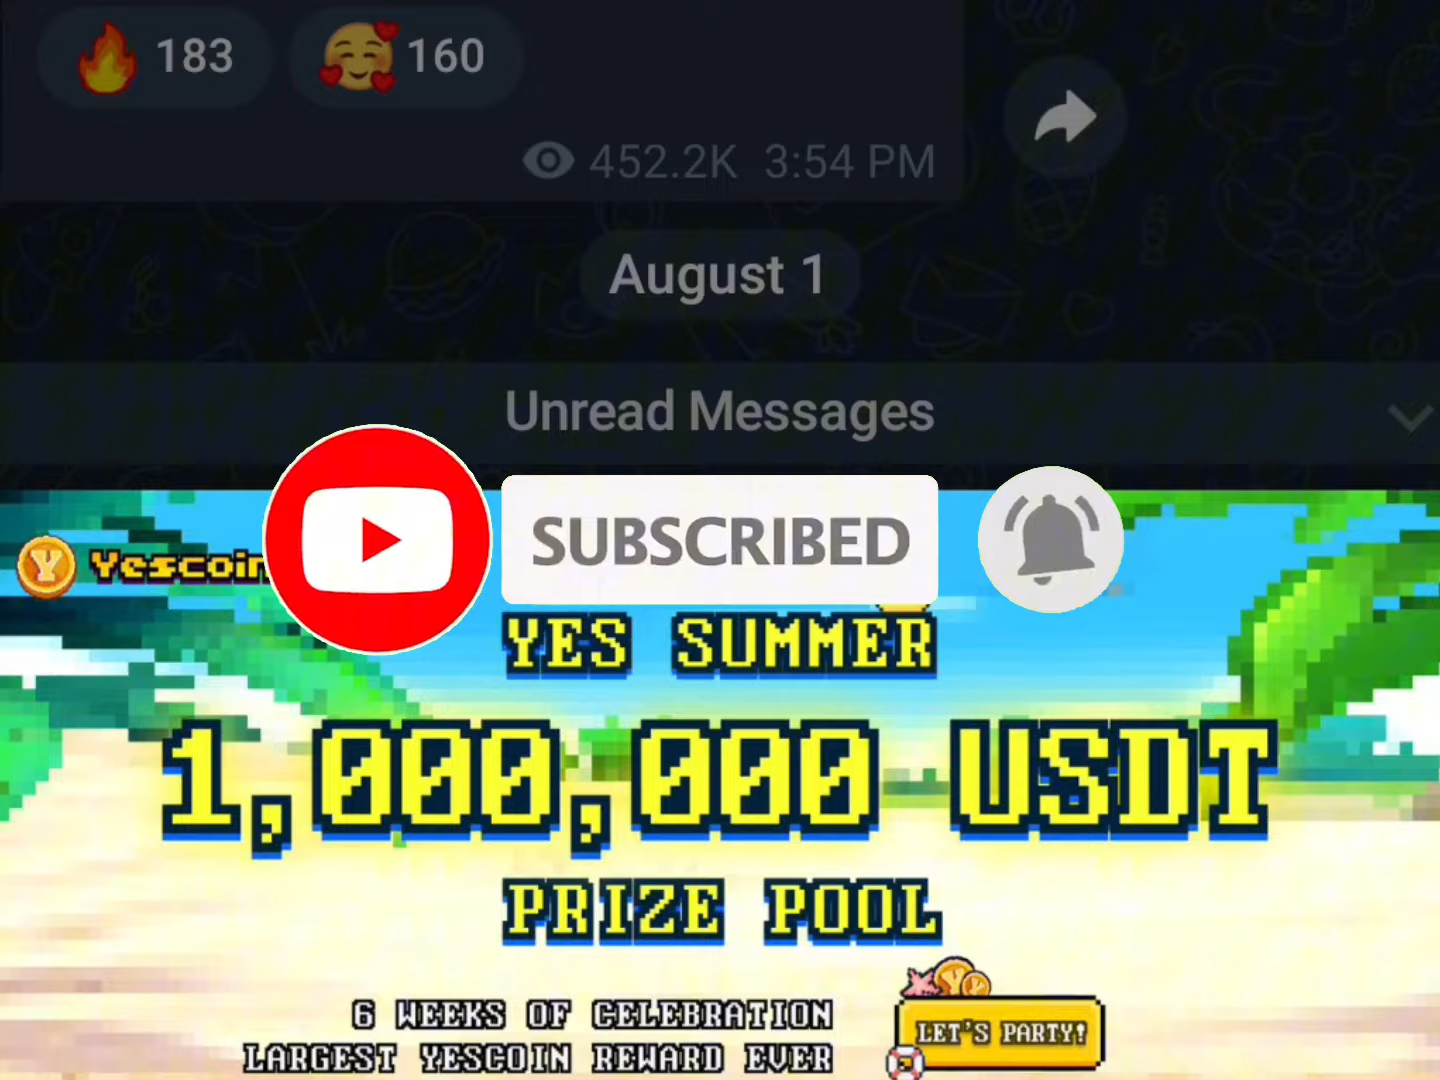 183 160
452.2K 3:54 PM
August 1
Unread Messages
SUBSCRIBED
Yescoin
YES SUMMER
1,000,000 USDT
PRIZE POOL
6 WEEKS OF CELEBRATION
LARGEST YESCOIN REWARD EVER
LET'S PARTY!